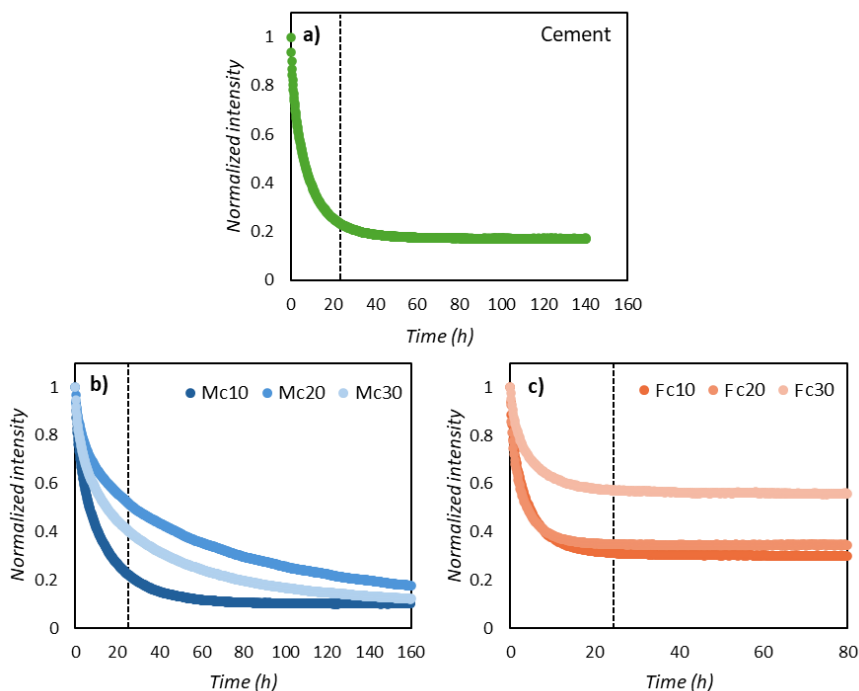 a)
Cement
Normalized intensity
1
0.8
0.6
0.4
0.2
0
0 20 40 60 80 100 120 140 160
Time (h)
b)
Mc10 Mc20 Mc30
Normalized intensity
1
0.8
0.6
0.4
0.2
0
0 20 40 60 80 100 120 140 160
Time (h)
c)
Fc10 Fc20 Fc30
Normalized intensity
1
0.8
0.6
0.4
0.2
0
0 20 40 60 80
Time (h)